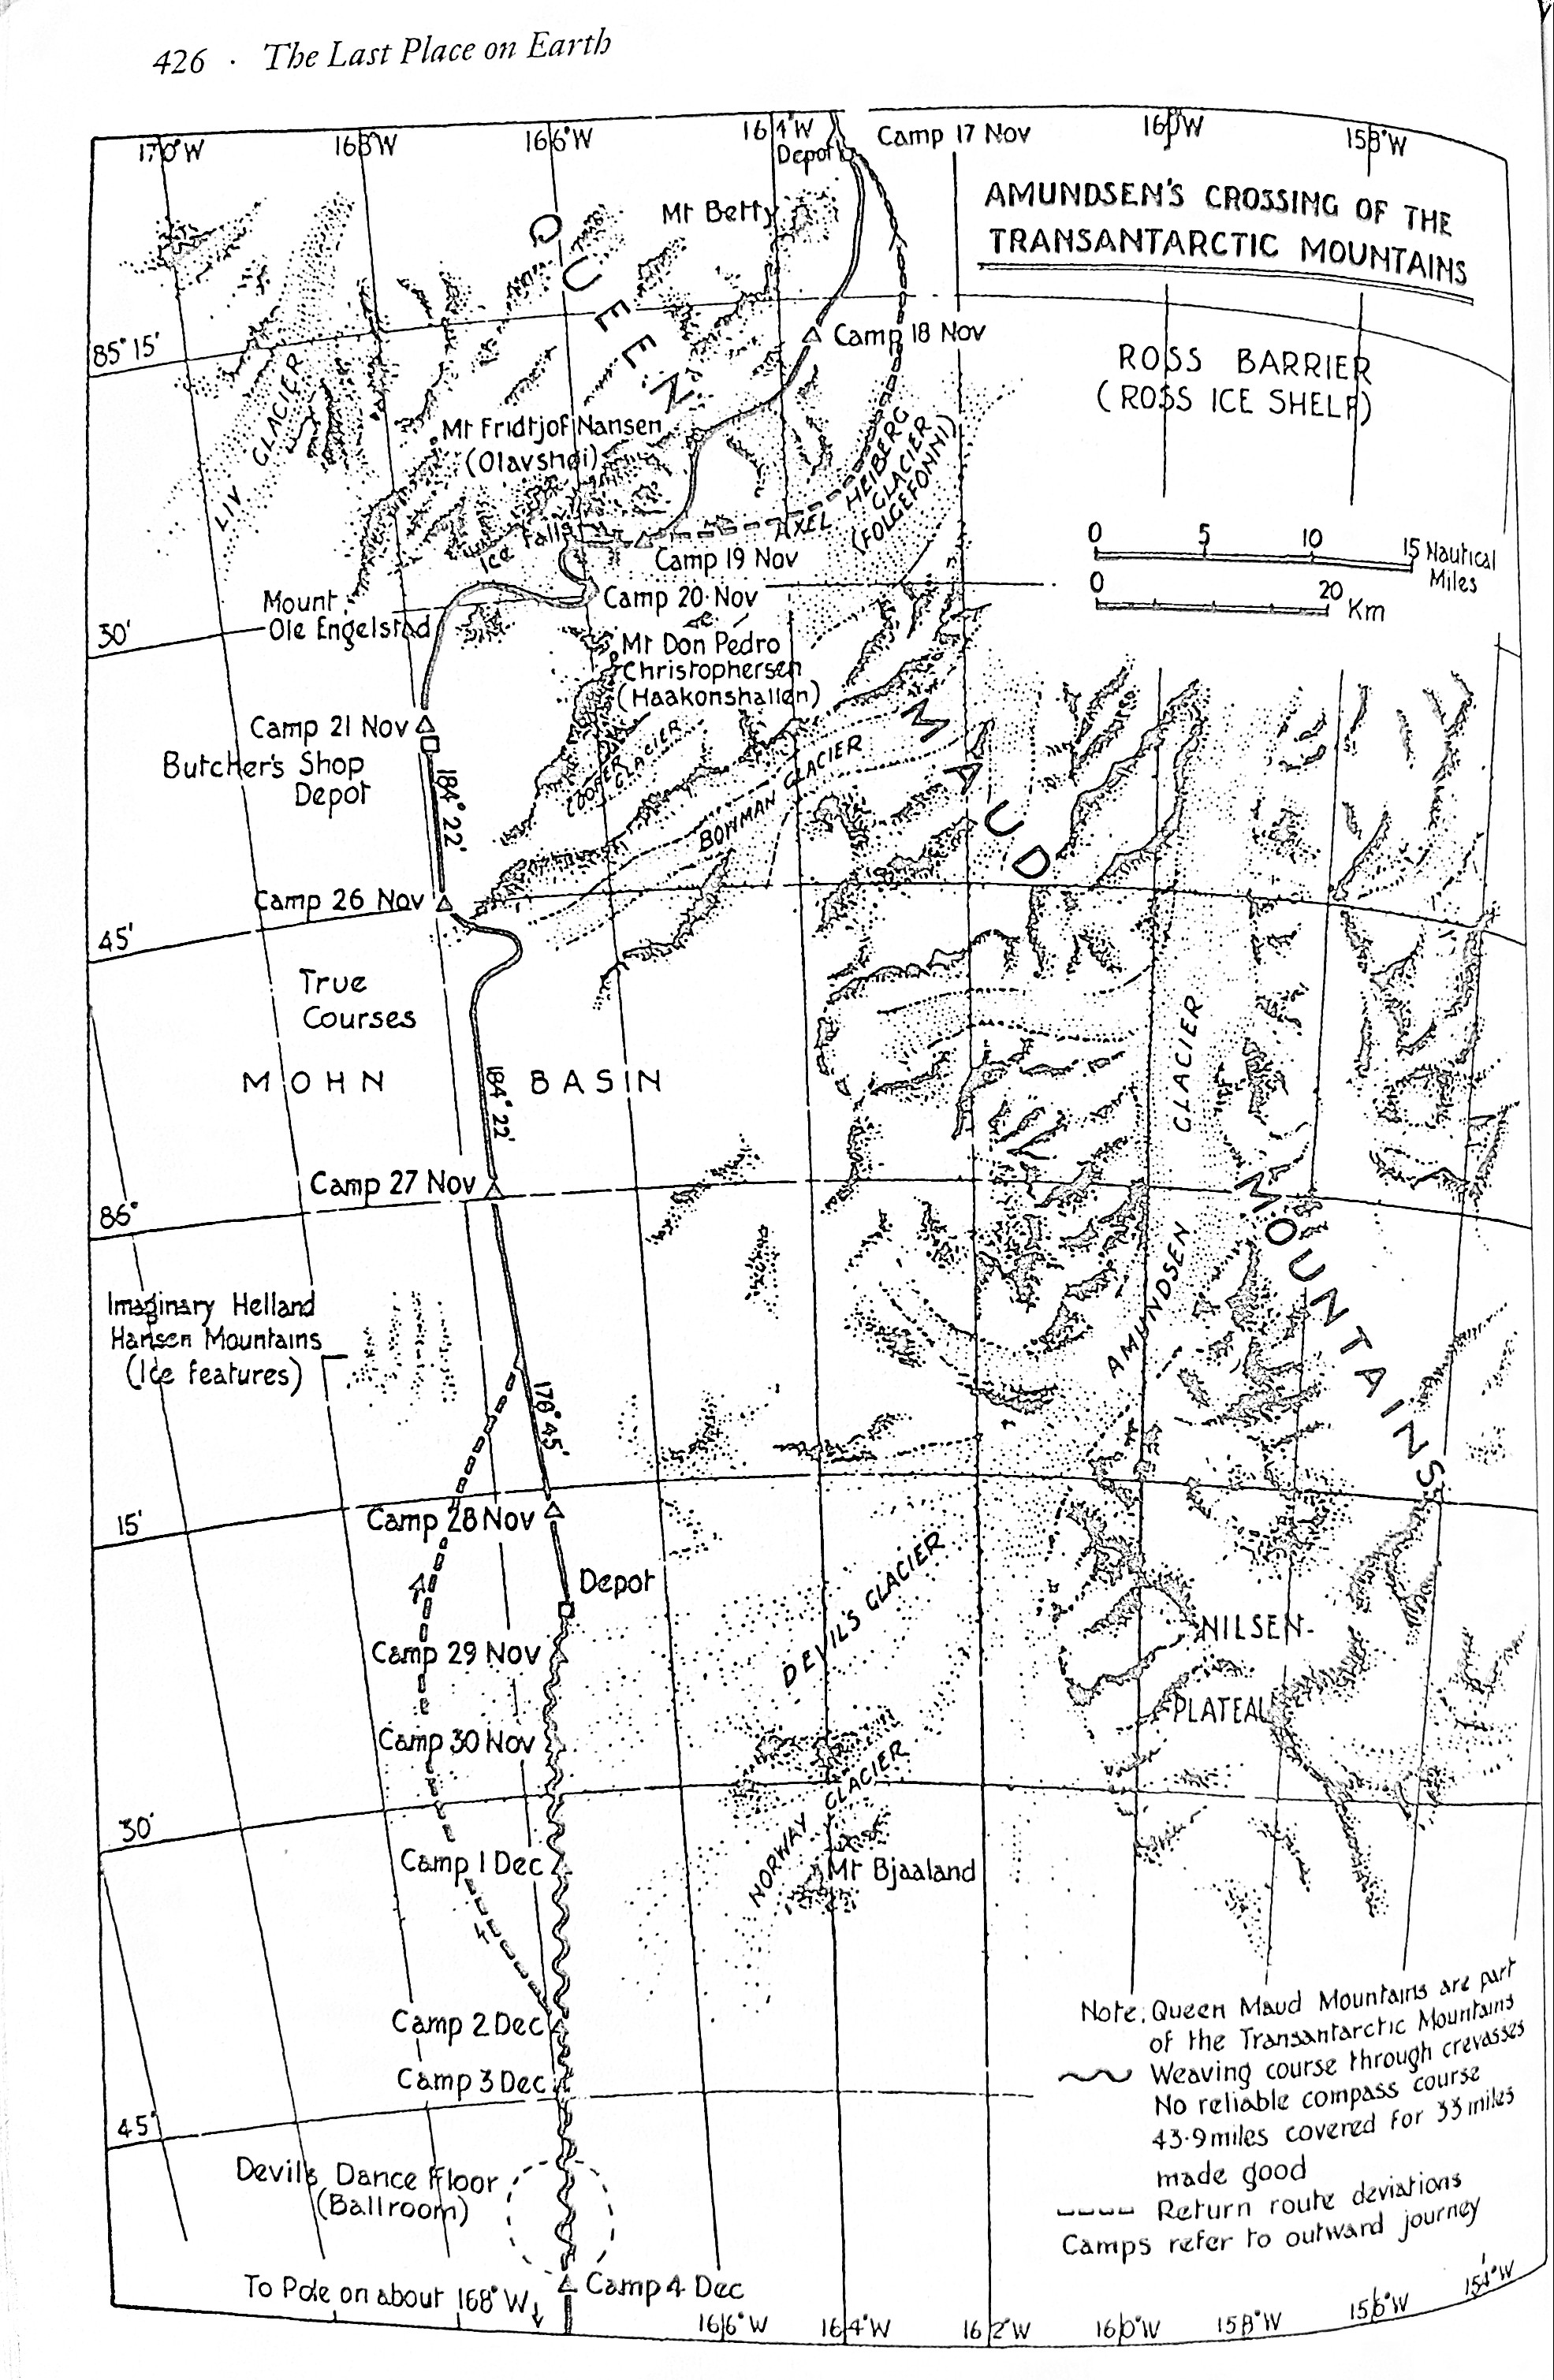 426 · The Last Place on Earth
170°W
168°W
166°W
164°W
160°W
158°W
Depot
Camp 17 Nov
AMUNDSEN'S CROSSING OF THE
TRANSANTARCTIC MOUNTAINS
Mt Betty
QUEEN
85° 15'
Camp 18 Nov
ROSS BARRIER
(ROSS ICE SHELF)
LIV GLACIER
Mt Fridtjof Nansen
(Olavshøi)
AXEL HEIBERG
GLACIER
(FOLGEFONNI)
Ice Falls
Camp 19 Nov
0 5 10 15 Nautical
Miles
0 20 Km
Camp 20 Nov
Mount
Ole Engelstad
30'
Mt Don Pedro
Christophersen
(Haakonshallen)
MAUD
Camp 21 Nov
Butcher's Shop
Depot
COOPER
GLACIER
BOWMAN GLACIER
184° 22'
Camp 26 Nov
45'
True
Courses
MOHN BASIN
184° 22'
AMUNDSEN GLACIER
Camp 27 Nov
86°
MOUNTAINS
Imaginary Helland
Hansen Mountains
(Ice features)
178° 45'
15'
Camp 28 Nov
Depot
DEVIL'S GLACIER
Camp 29 Nov
NILSEN
PLATEAU
Camp 30 Nov
30'
NORWAY GLACIER
Camp 1 Dec
Mt Bjaaland
Camp 2 Dec
Camp 3 Dec
45'
Devils Dance Floor
(Ballroom)
Note: Queen Maud Mountains are part
of the Transantarctic Mountains
Weaving course through crevasses
No reliable compass course
43·9 miles covered for 33 miles
made good
Return route deviations
Camps refer to outward journey
To Pole on about 168°W
Camp 4 Dec
166°W
164°W
162°W
160°W
158°W
156°W
154°W